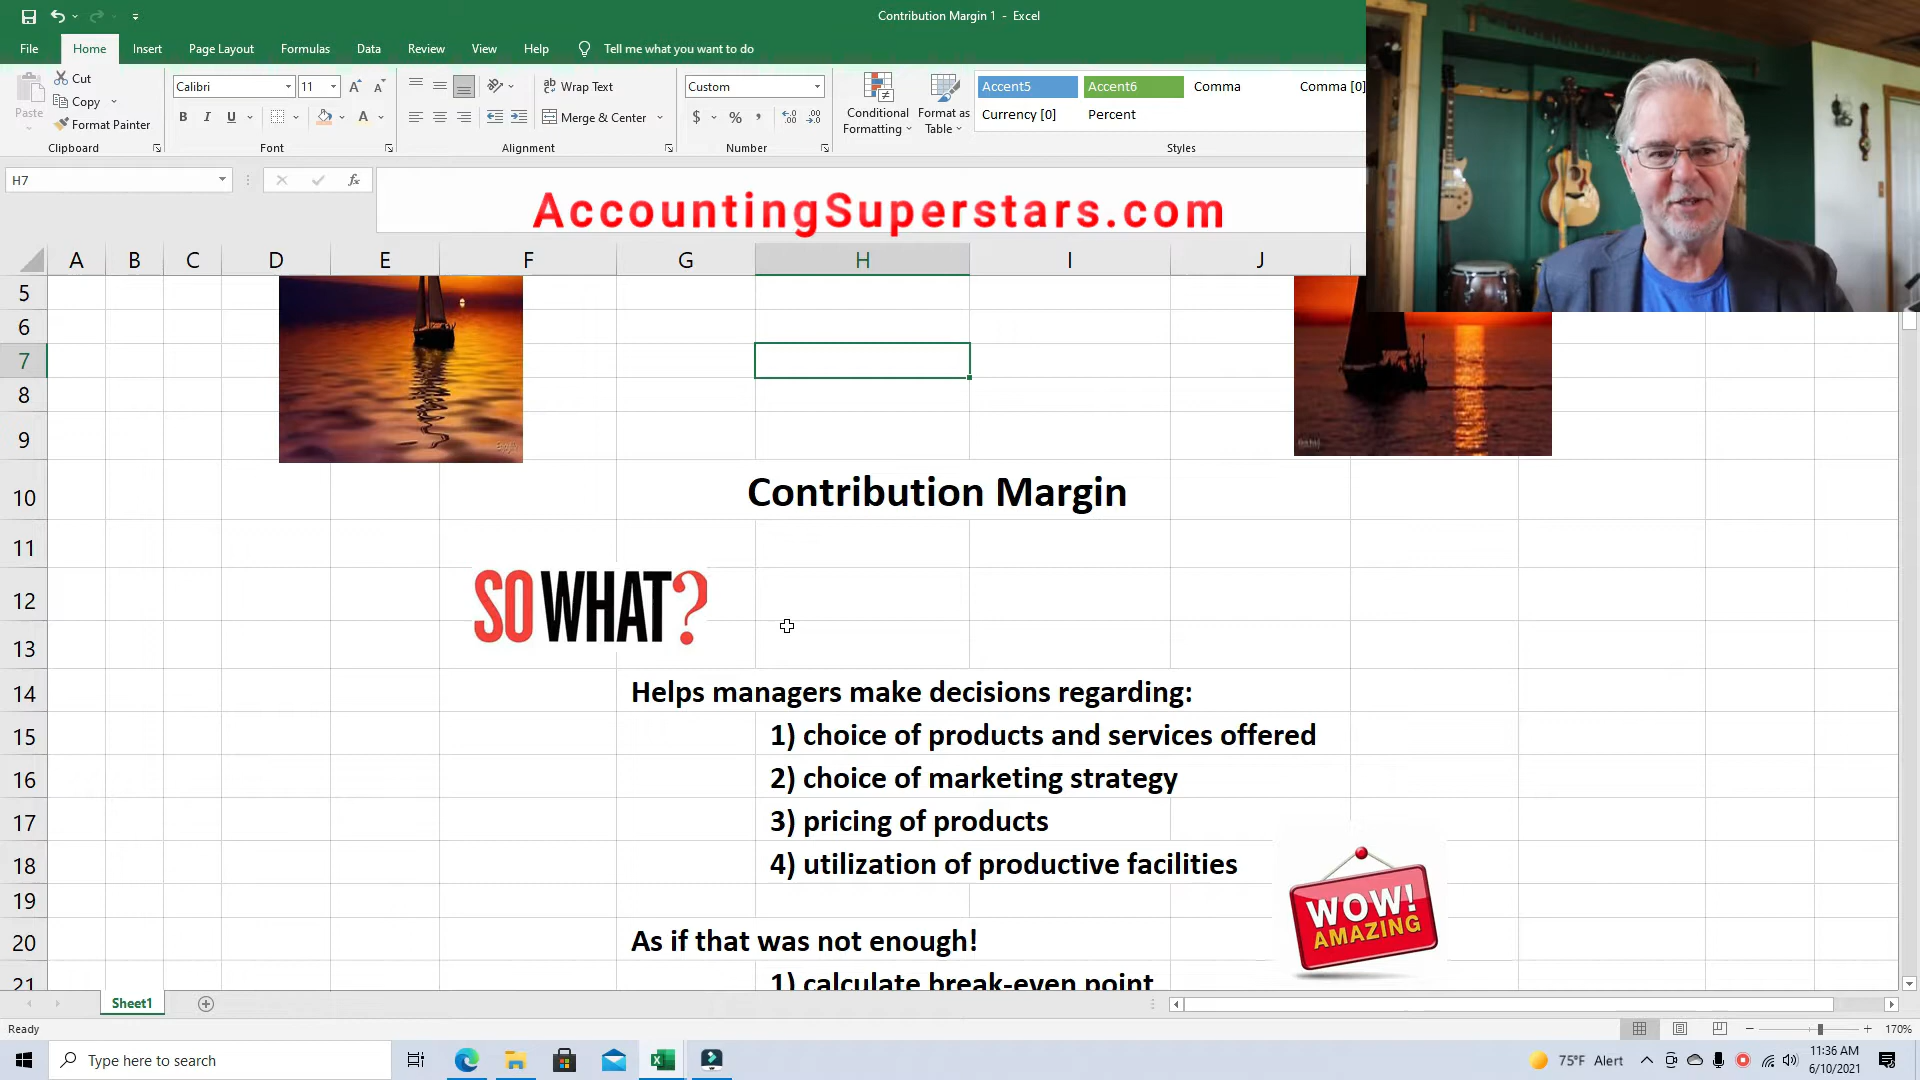 Contribution Margin 1 - Excel
File Home Insert Page Layout Formulas Data Review View Help Tell me what you want to do
Cut
Copy
Format Painter
Paste
Clipboard
Calibri 11
B I U
Font
Wrap Text
Merge & Center
Alignment
Custom
$ % ,
Number
Conditional Formatting
Format as Table
Accent5 Accent6 Comma Comma [0]
Currency [0] Percent
Styles
H7
fx
AccountingSuperstars.com
A B C D E F G H I J
5
6
7
8
9
10 Contribution Margin
11
12 SO WHAT?
13
14 Helps managers make decisions regarding:
15 1) choice of products and services offered
16 2) choice of marketing strategy
17 3) pricing of products
18 4) utilization of productive facilities
WOW!
AMAZING
19
20 As if that was not enough!
21 1) calculate break-even point
Sheet1
Ready
170%
Type here to search
75°F Alert
11:36 AM
6/10/2021